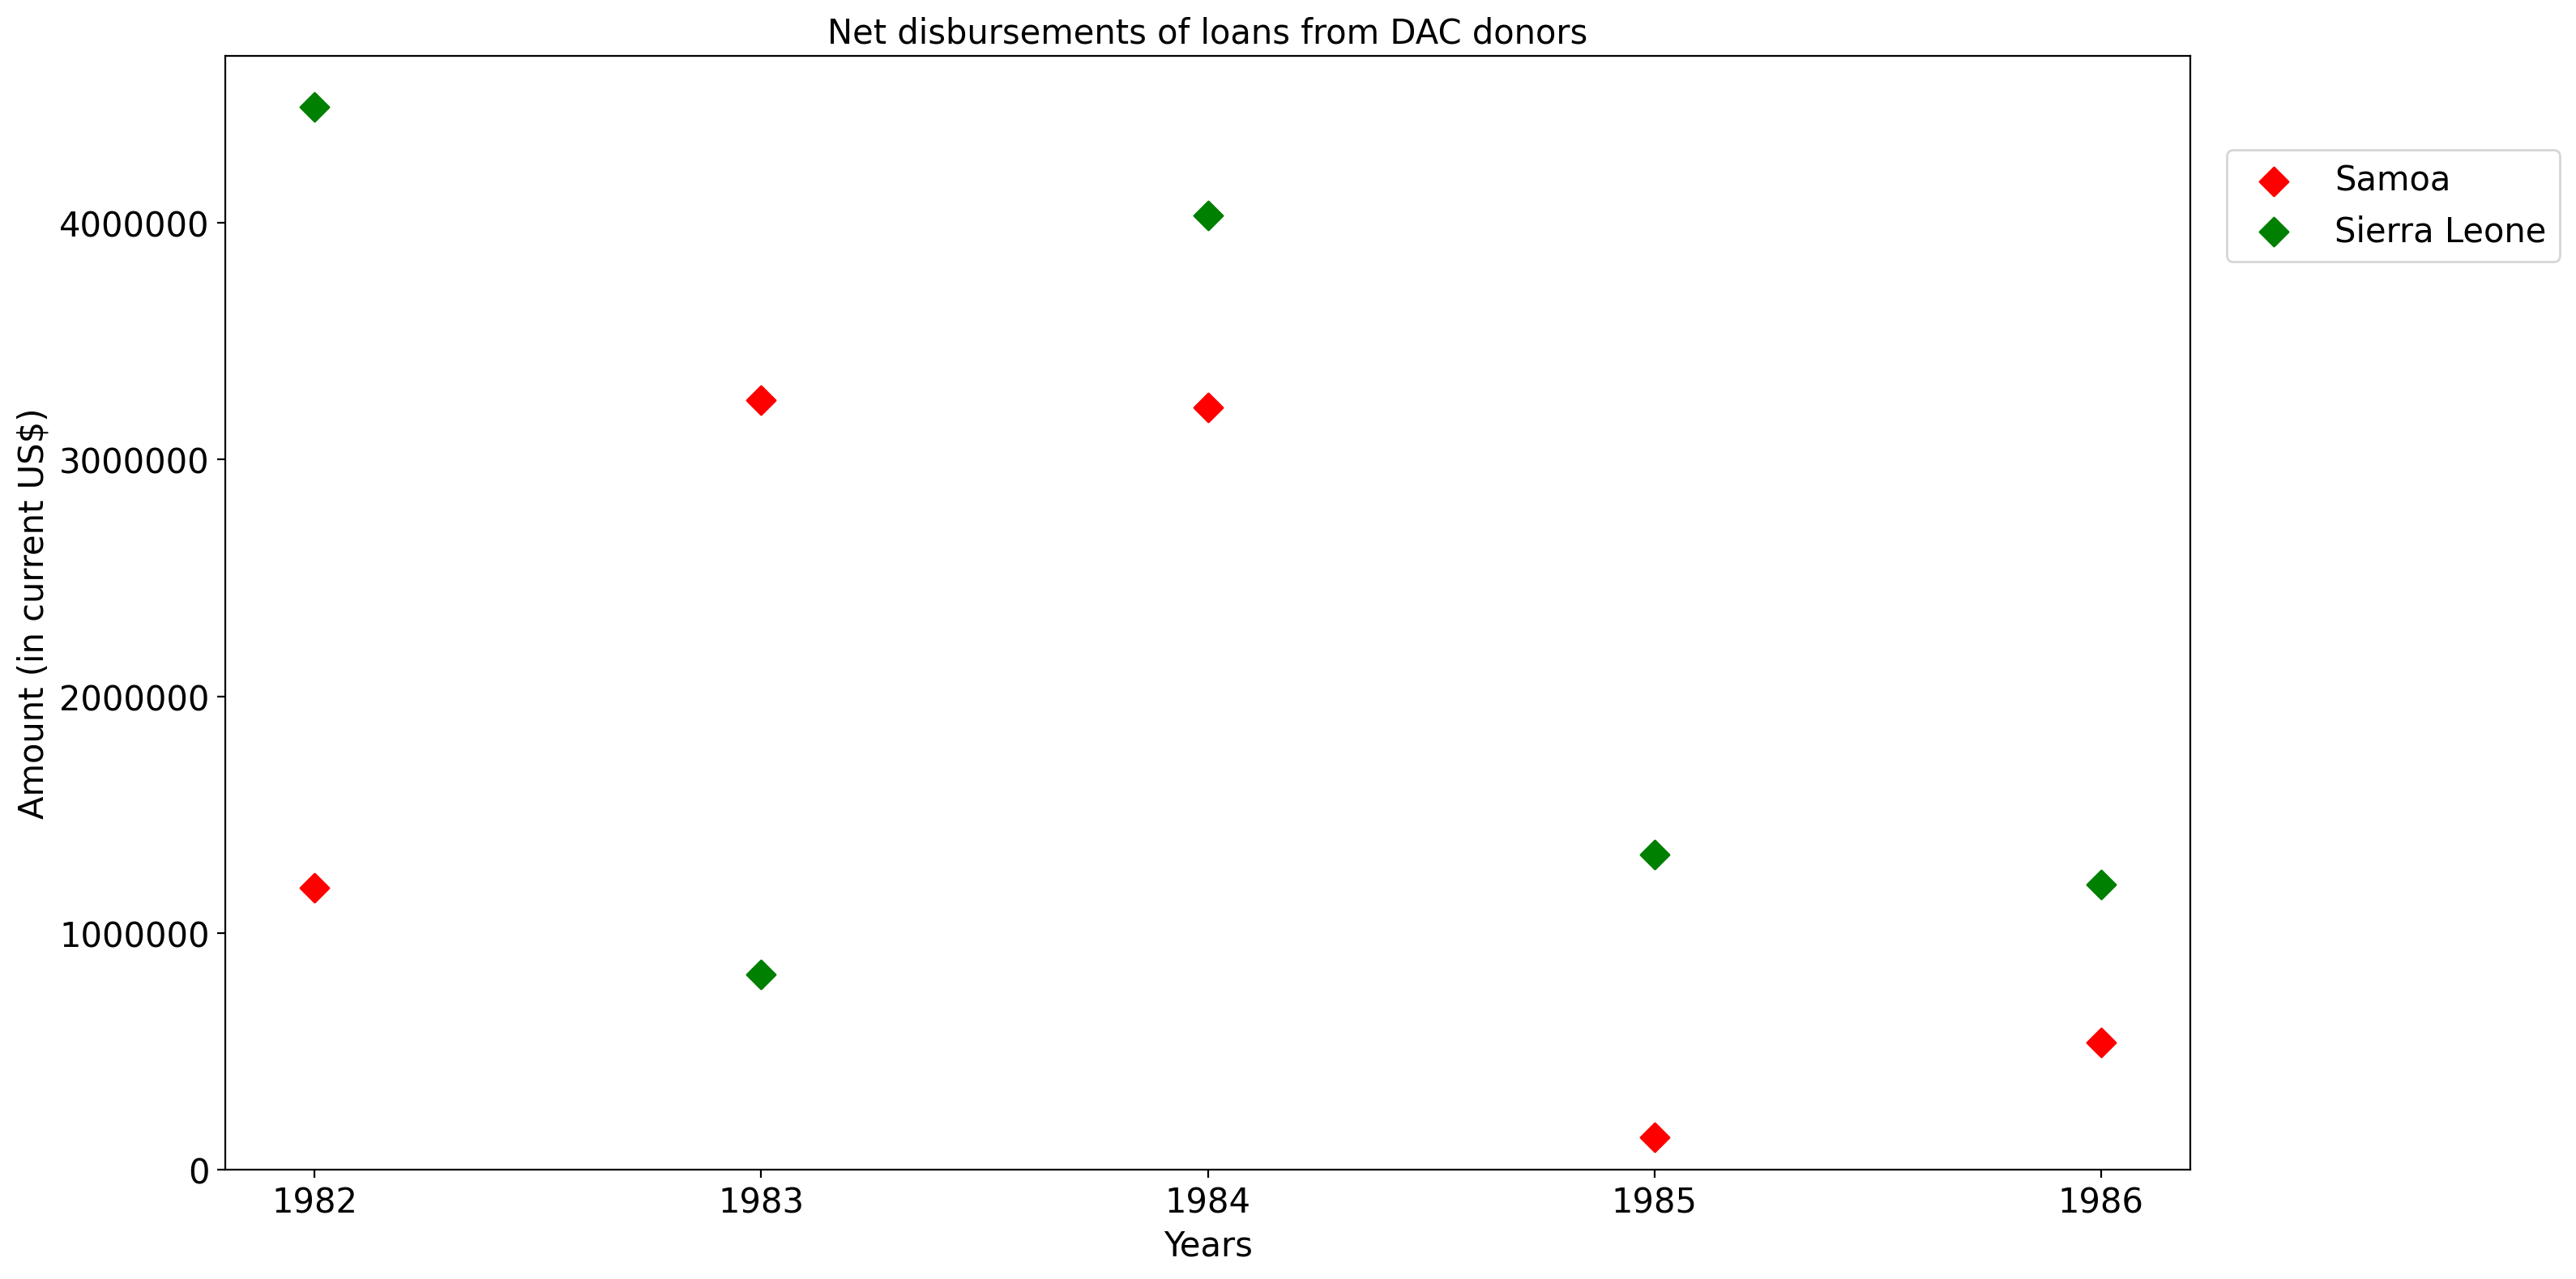 Net disbursements of loans from DAC donors
Amount (in current US$)
4000000
3000000
2000000
1000000
0
1982 1983 1984 1985 1986
Years
Samoa
Sierra Leone